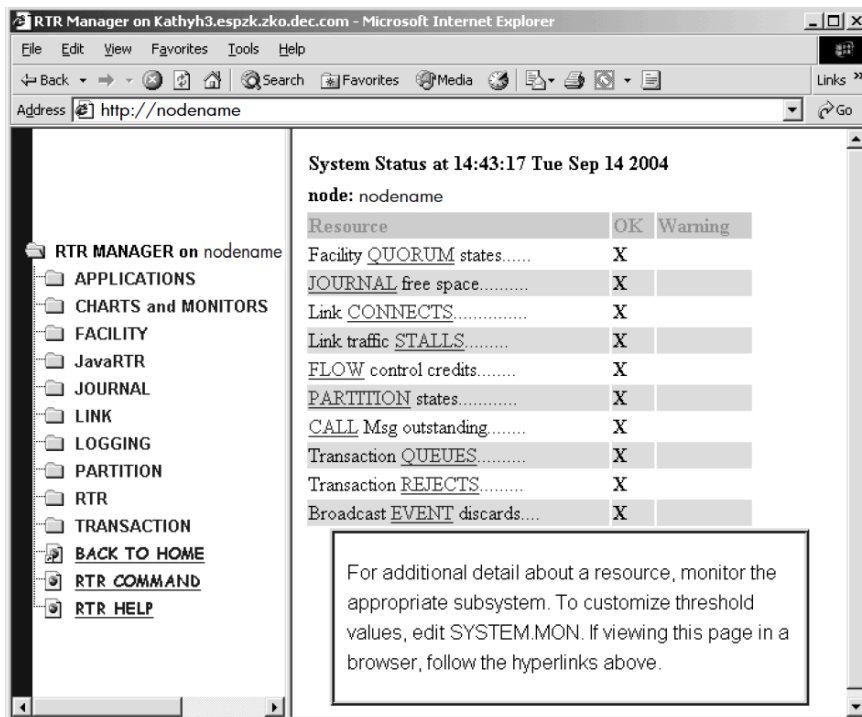 RTR Manager on Kathyh3.espzk.zko.dec.com - Microsoft Internet Explorer
File Edit View Favorites Tools Help
Back Search Favorites Media Links »
Address http://nodename Go
RTR MANAGER on nodename
APPLICATIONS
CHARTS and MONITORS
FACILITY
JavaRTR
JOURNAL
LINK
LOGGING
PARTITION
RTR
TRANSACTION
BACK TO HOME
RTR COMMAND
RTR HELP
System Status at 14:43:17 Tue Sep 14 2004
node: nodename
Resource OK Warning
Facility QUORUM states...... X
JOURNAL free space.......... X
Link CONNECTS............... X
Link traffic STALLS......... X
FLOW control credits........ X
PARTITION states............ X
CALL Msg outstanding........ X
Transaction QUEUES.......... X
Transaction REJECTS......... X
Broadcast EVENT discards.... X
For additional detail about a resource, monitor the
appropriate subsystem. To customize threshold
values, edit SYSTEM.MON. If viewing this page in a
browser, follow the hyperlinks above.